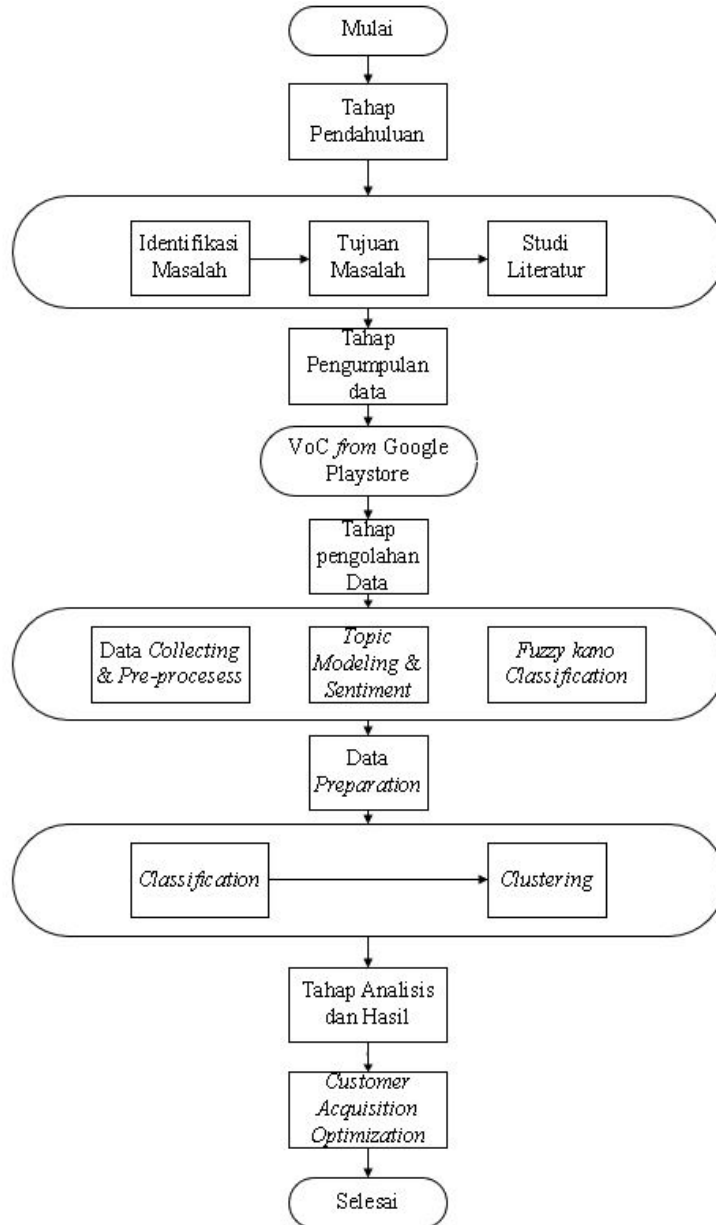 Mulai
Tahap
Pendahuluan
Identifikasi
Masalah
Tujuan
Masalah
Studi
Literatur
Tahap
Pengumpulan
data
VoC from Google
Playstore
Tahap
pengolahan
Data
Data Collecting
& Pre-procesess
Topic
Modeling &
Sentiment
Fuzzy kano
Classification
Data
Preparation
Classification
Clustering
Tahap Analisis
dan Hasil
Customer
Acquisition
Optimization
Selesai